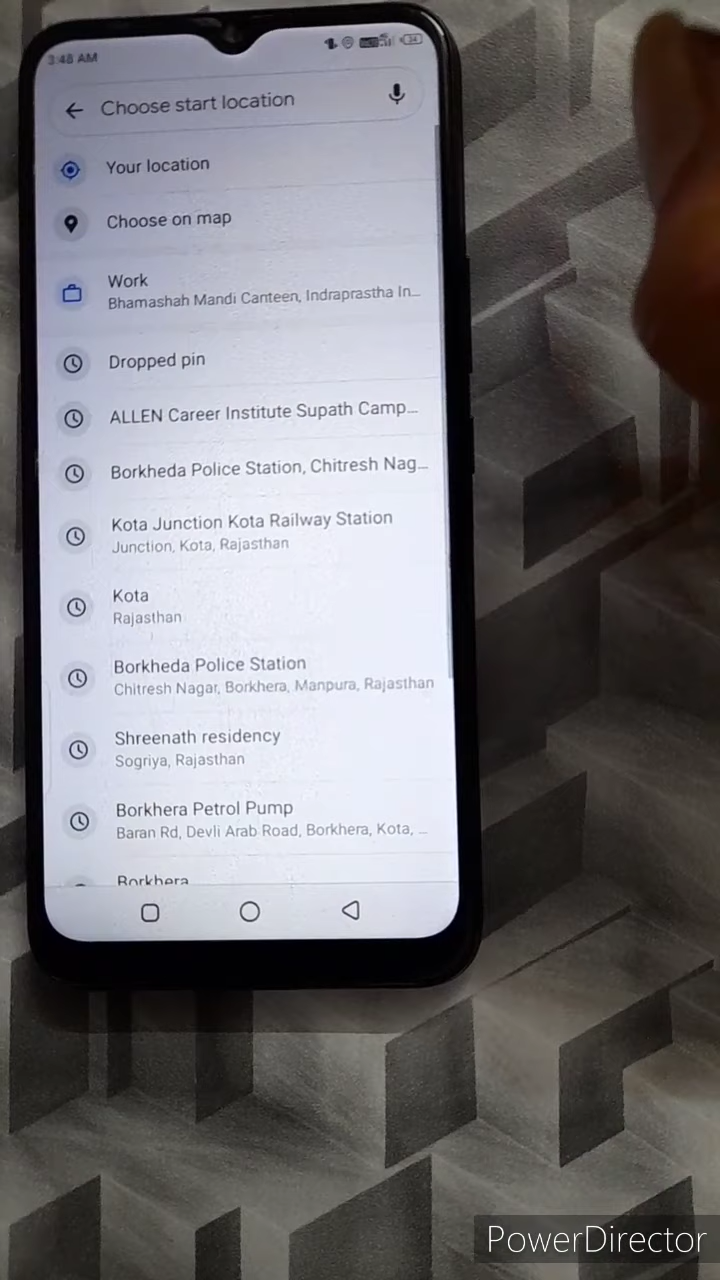 3:48 AM
34
Choose start location
Your location
Choose on map
Work
Bhamashah Mandi Canteen, Indraprastha In...
Dropped pin
ALLEN Career Institute Supath Camp...
Borkheda Police Station, Chitresh Nag...
Kota Junction Kota Railway Station
Junction, Kota, Rajasthan
Kota
Rajasthan
Borkheda Police Station
Chitresh Nagar, Borkhera, Manpura, Rajasthan
Shreenath residency
Sogriya, Rajasthan
Borkhera Petrol Pump
Baran Rd, Devli Arab Road, Borkhera, Kota, ...
Borkhera
PowerDirector